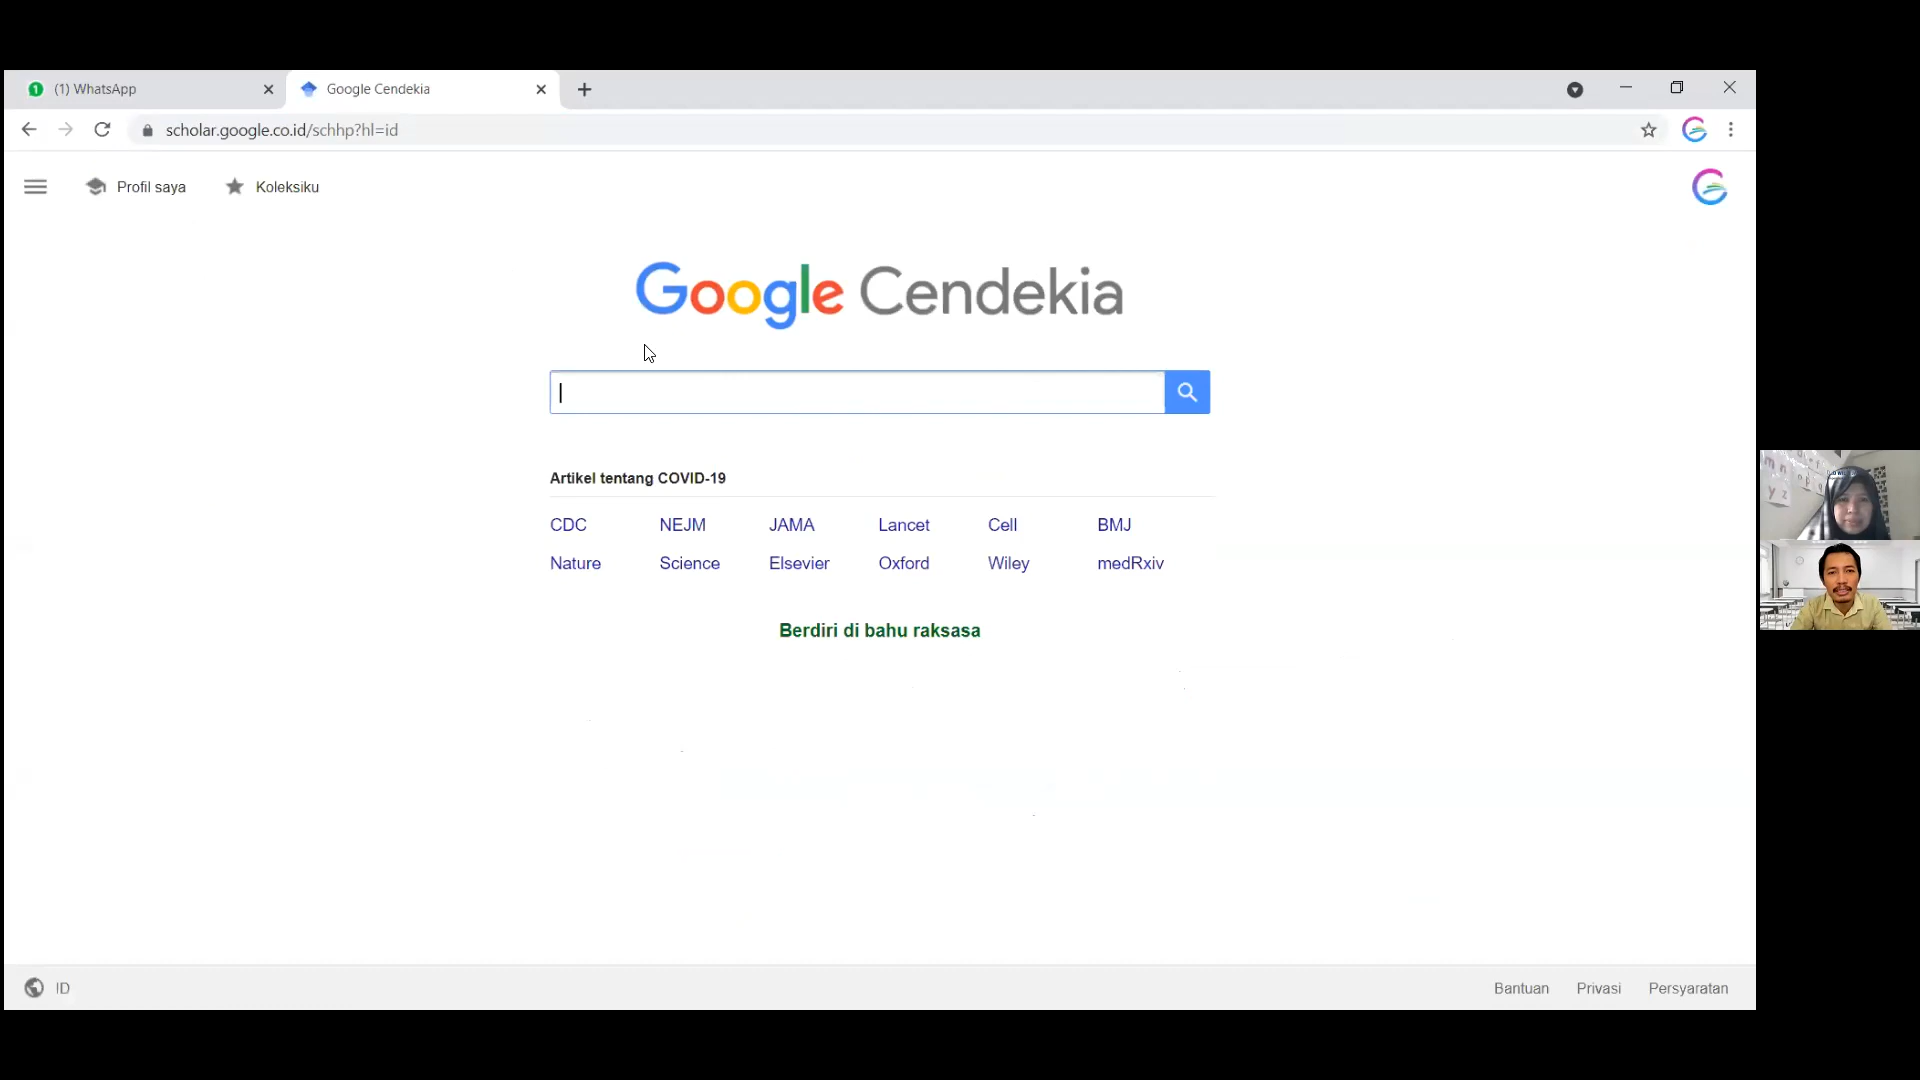 1 (1) WhatsApp
Google Cendekia
scholar.google.co.id/schhp?hl=id
Profil saya
Koleksiku
Google Cendekia
Artikel tentang COVID-19
CDC NEJM JAMA Lancet Cell BMJ
Nature Science Elsevier Oxford Wiley medRxiv
Berdiri di bahu raksasa
ID
Bantuan Privasi Persyaratan